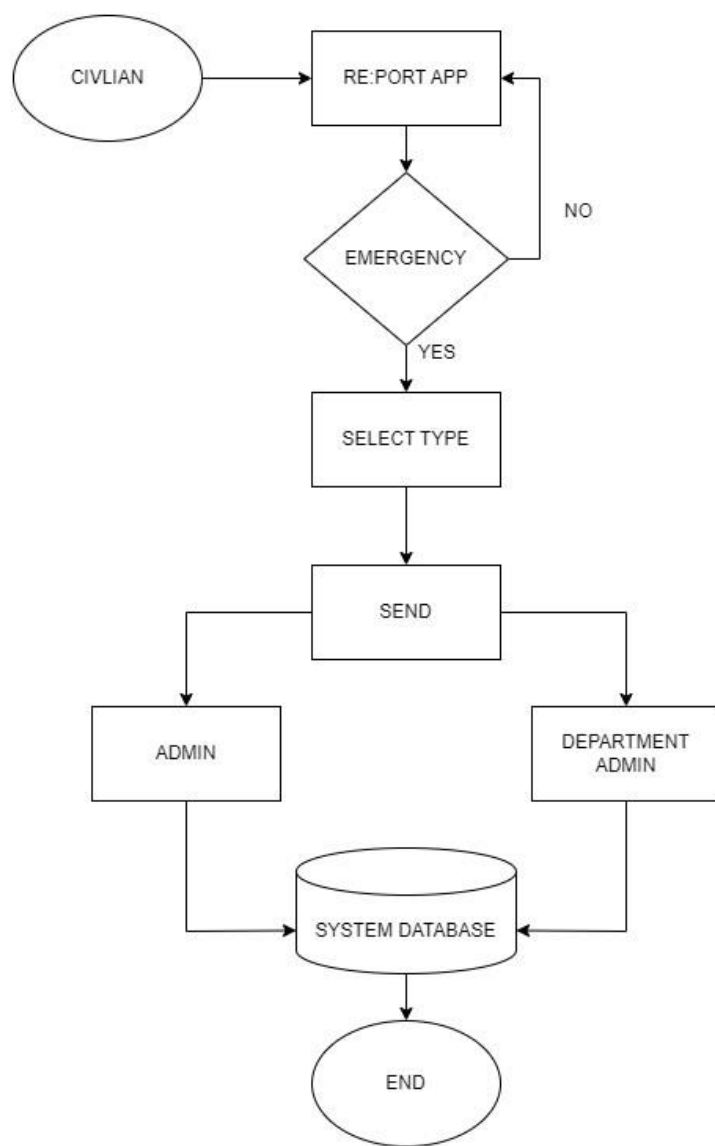 CIVLIAN
RE:PORT APP
NO
EMERGENCY
YES
SELECT TYPE
SEND
ADMIN
DEPARTMENT
ADMIN
SYSTEM DATABASE
END